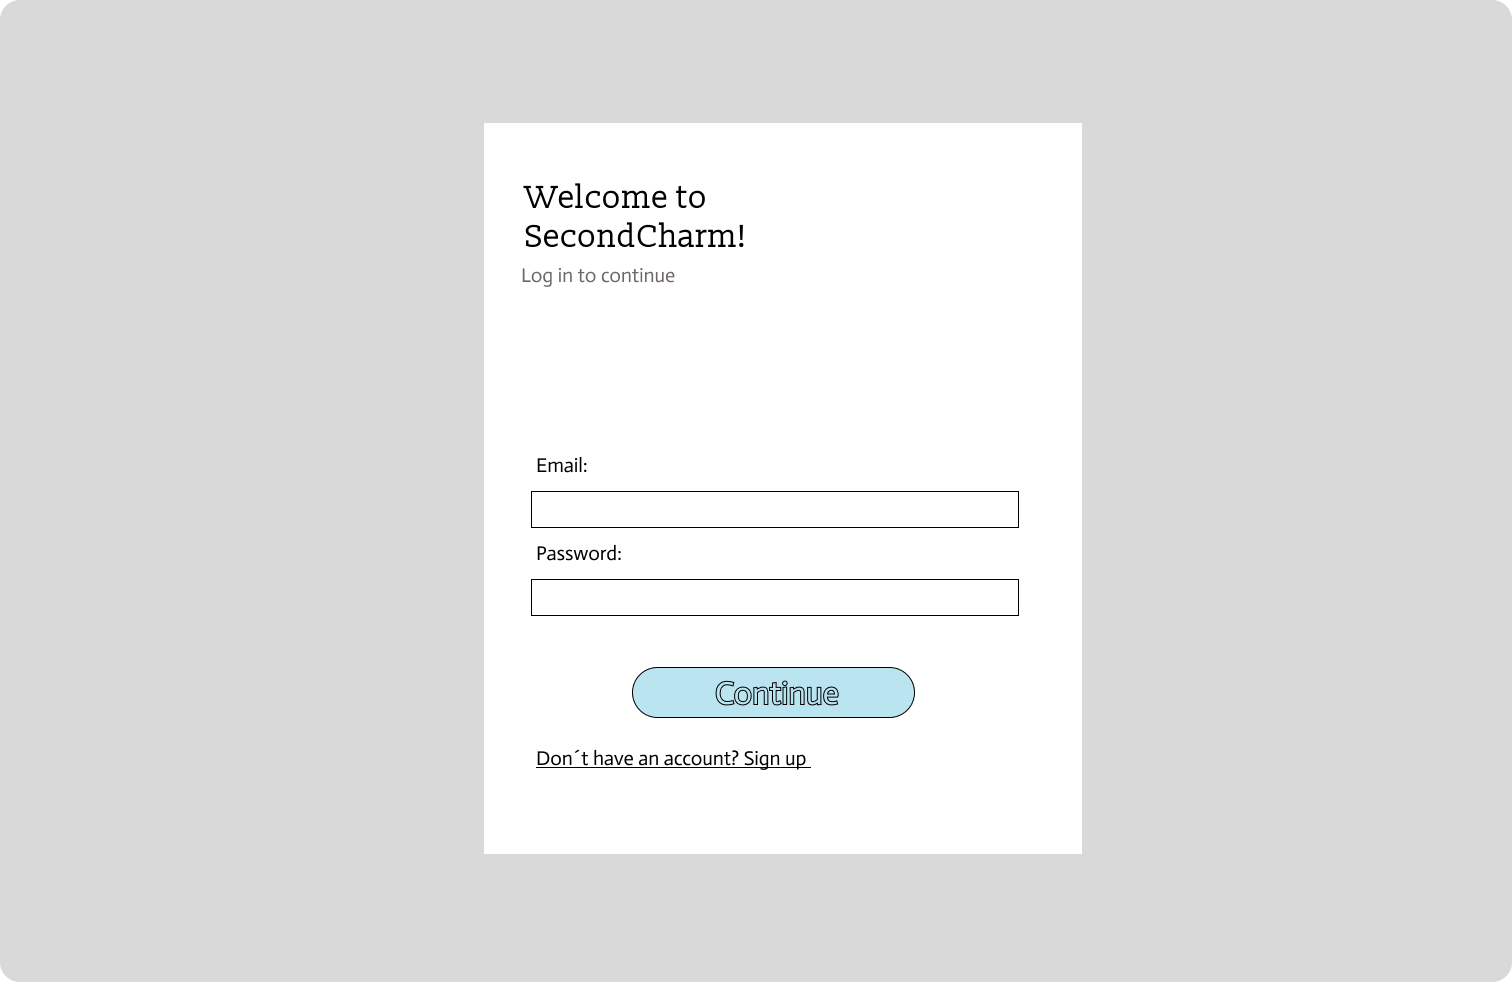 Welcome to
SecondCharm!
Log in to continue
Email:
Password:
Continue
Don´t have an account? Sign up